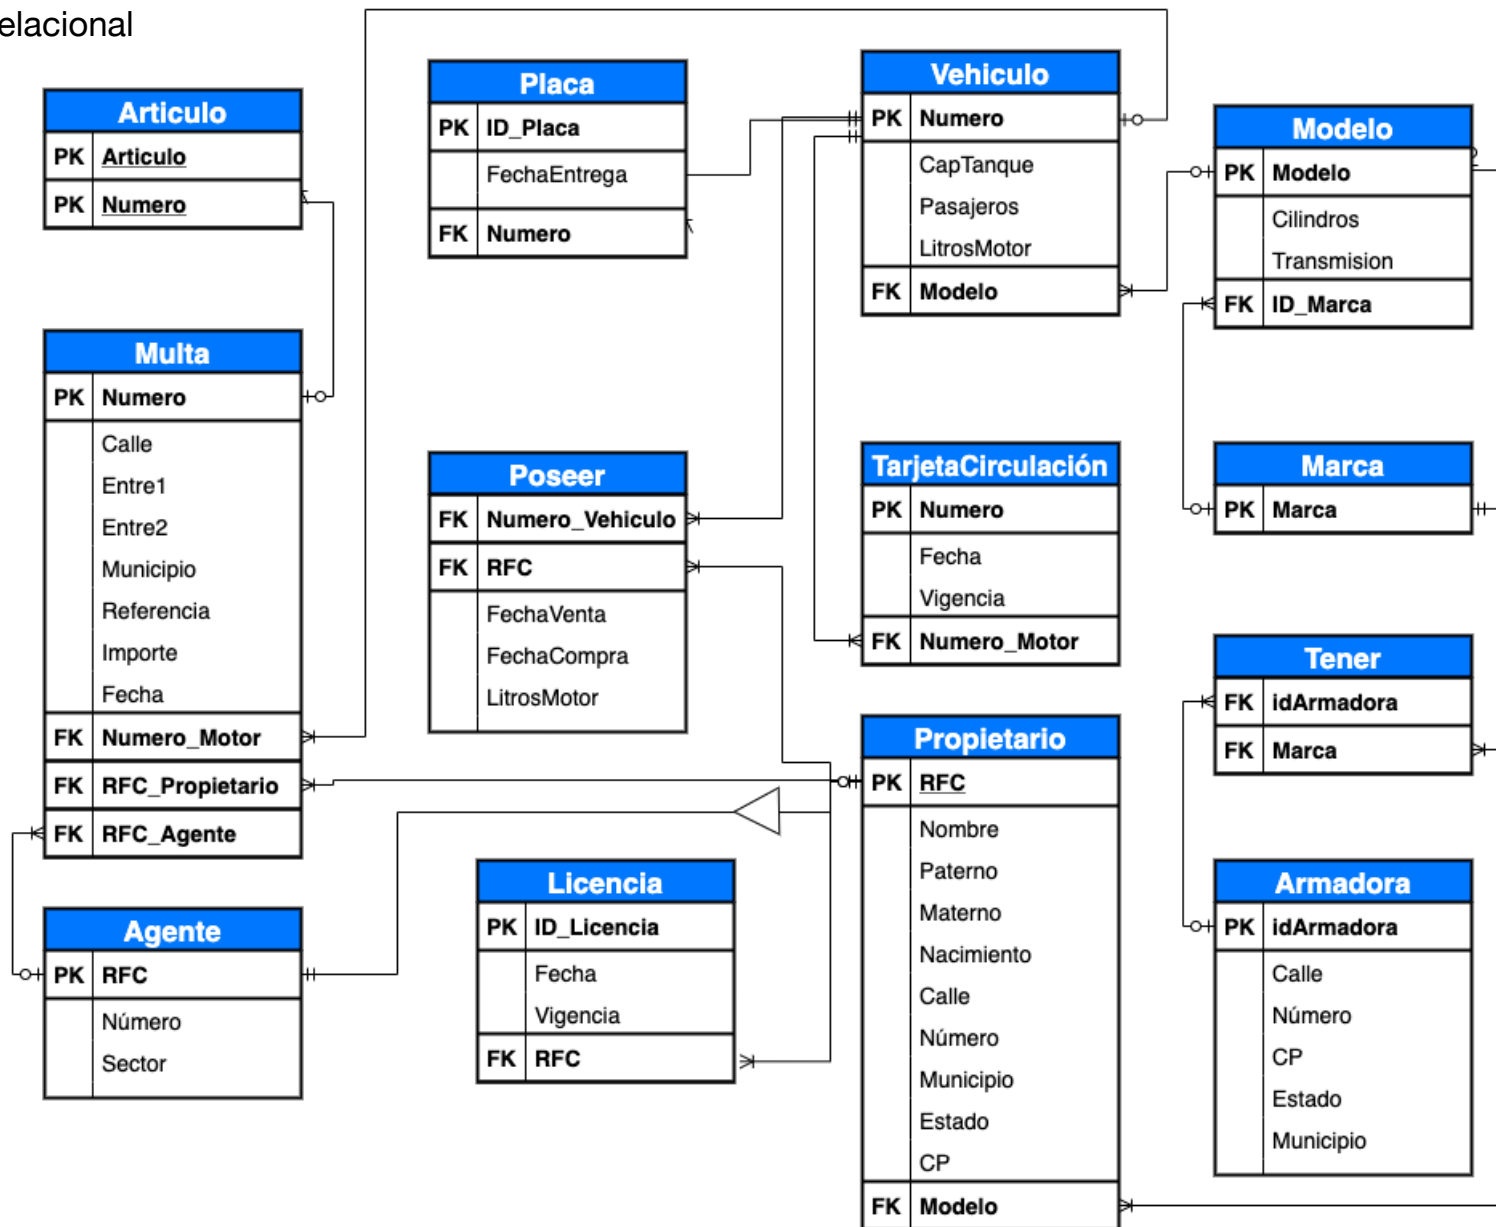 elacional
Articulo
PK Articulo
PK Numero
Placa
PK ID_Placa
FechaEntrega
FK Numero
Vehiculo
PK Numero
CapTanque
Pasajeros
LitrosMotor
FK Modelo
Modelo
PK Modelo
Cilindros
Transmision
FK ID_Marca
Multa
PK Numero
Calle
Entre1
Entre2
Municipio
Referencia
Importe
Fecha
FK Numero_Motor
FK RFC_Propietario
FK RFC_Agente
Poseer
FK Numero_Vehiculo
FK RFC
FechaVenta
FechaCompra
LitrosMotor
TarjetaCirculación
PK Numero
Fecha
Vigencia
FK Numero_Motor
Marca
PK Marca
Tener
FK idArmadora
FK Marca
Propietario
PK RFC
Nombre
Paterno
Materno
Nacimiento
Calle
Número
Municipio
Estado
CP
FK Modelo
Licencia
PK ID_Licencia
Fecha
Vigencia
FK RFC
Agente
PK RFC
Número
Sector
Armadora
PK idArmadora
Calle
Número
CP
Estado
Municipio